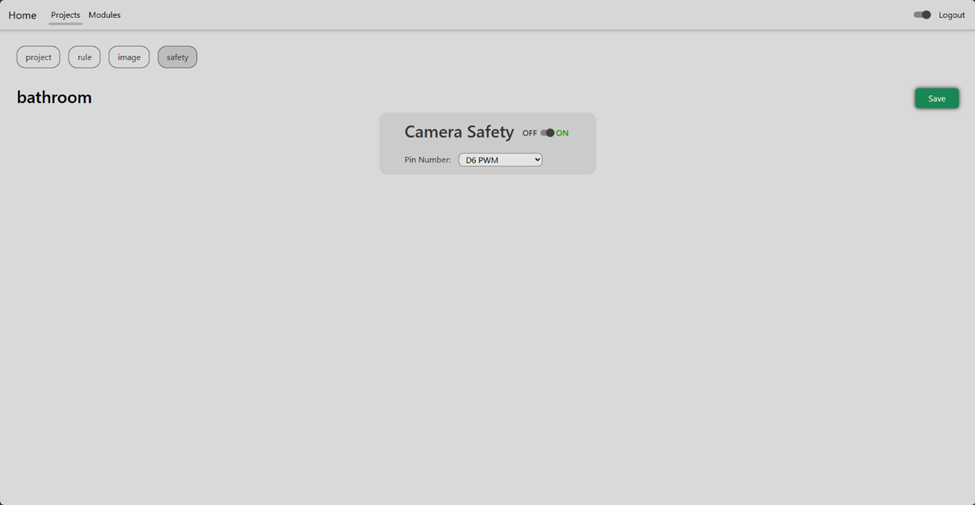 Home Projects Modules Logout
project rule image safety
bathroom Save
Camera Safety OFF ON
Pin Number: D6 PWM